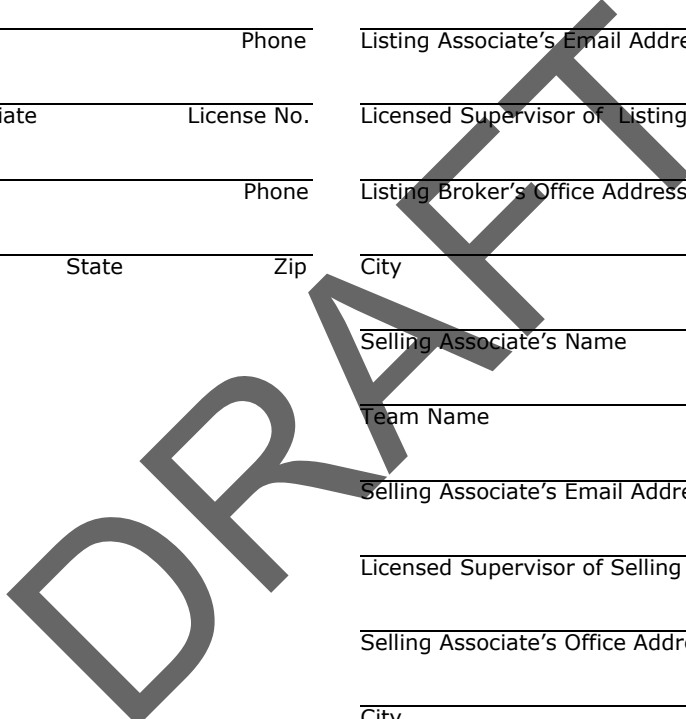 Phone Listing Associate's Email Addre
iate License No. Licensed Supervisor of Listing
Phone Listing Broker's Office Address
State Zip City
Selling Associate's Name
Team Name
Selling Associate's Email Addre
Licensed Supervisor of Selling
Selling Associate's Office Addre
City
DRAFT